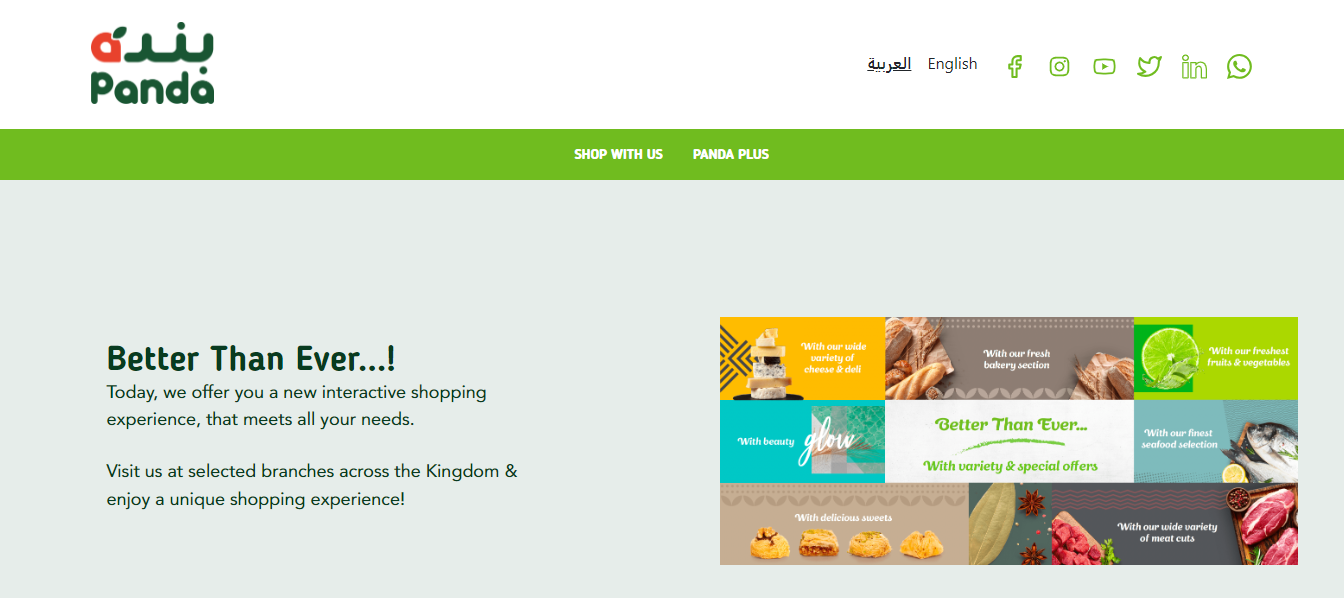 بنده
Panda
العربية English
SHOP WITH US PANDA PLUS
Better Than Ever...!
Today, we offer you a new interactive shopping
experience, that meets all your needs.
Visit us at selected branches across the Kingdom &
enjoy a unique shopping experience!
With our wide
variety of
cheese & deli
With our fresh
bakery section
With our freshest
fruits & vegetables
With beauty glow
Better Than Ever...
With variety & special offers
With our finest
seafood selection
With delicious sweets
With our wide variety
of meat cuts